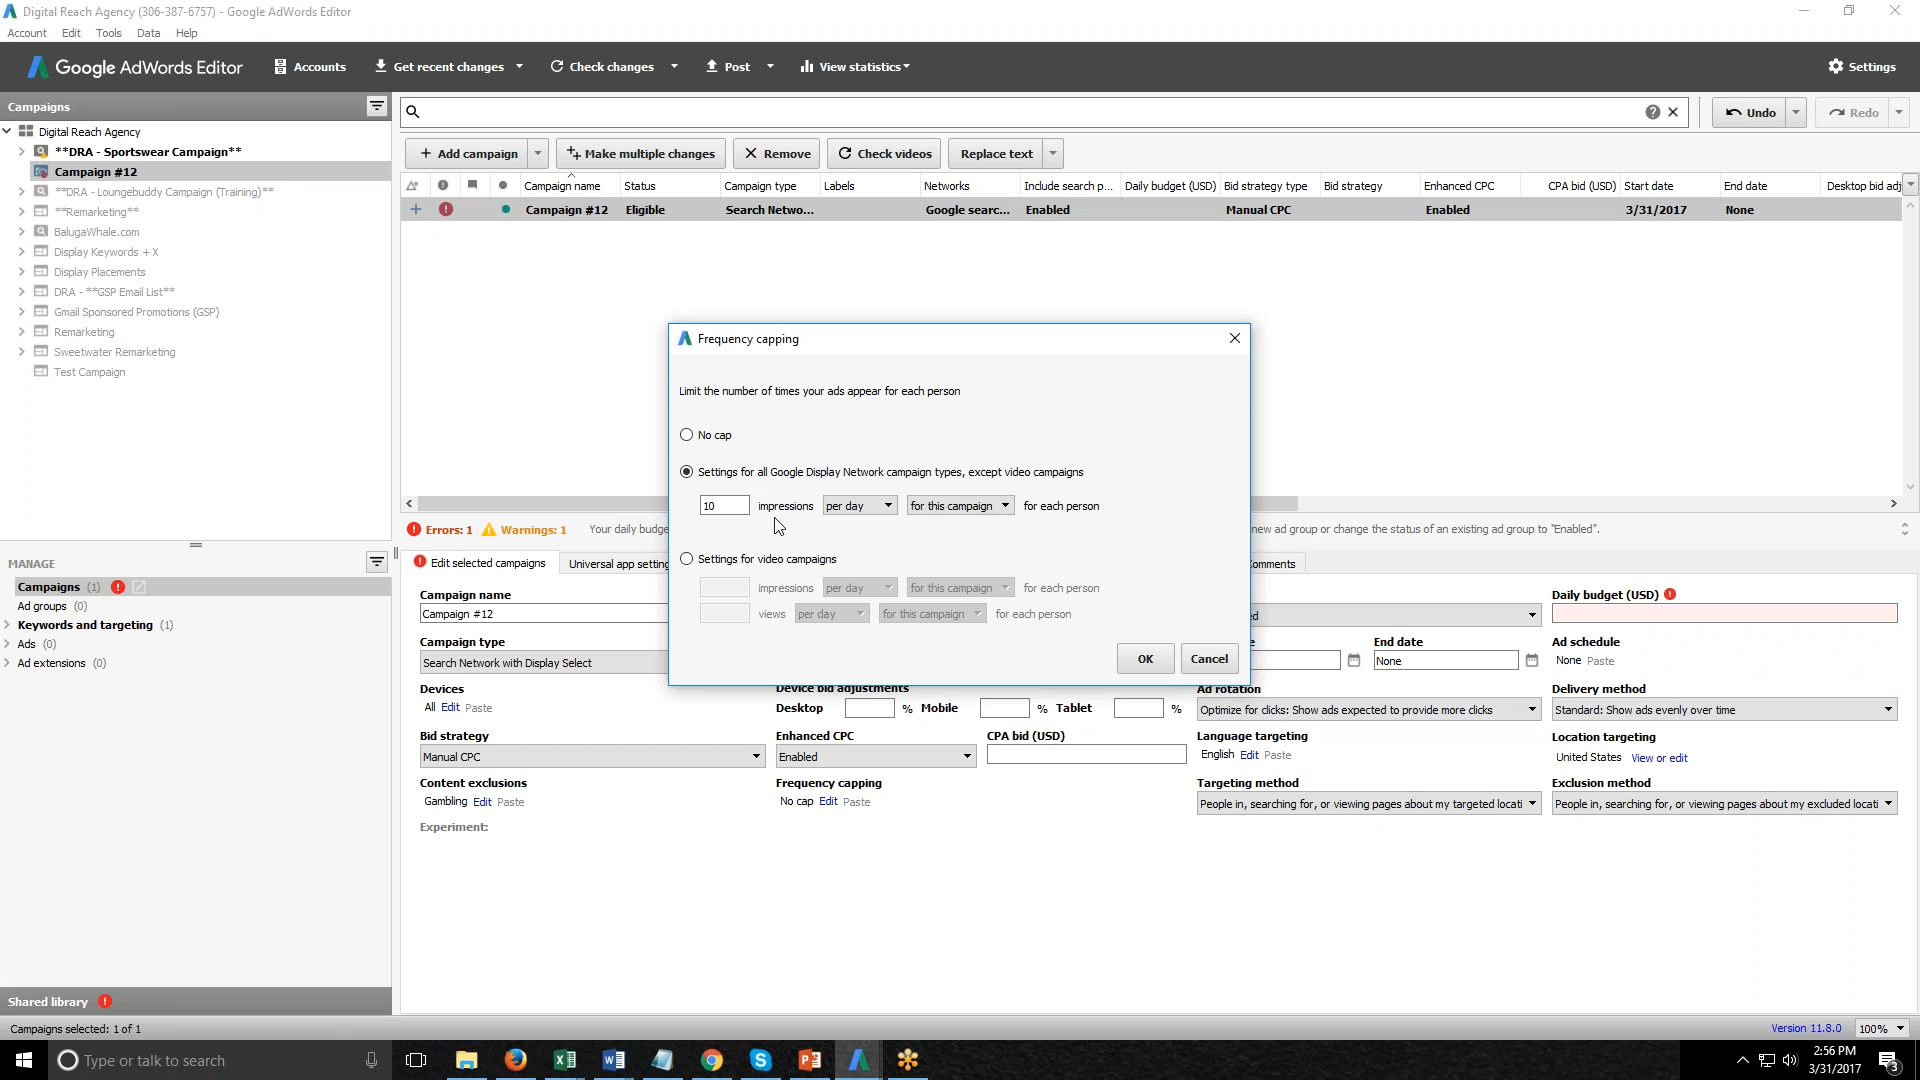 Digital Reach Agency (306-387-6757) - Google AdWords Editor
Account Edit Tools Data Help
Google AdWords Editor Accounts Get recent changes Check changes Post View statistics Settings
Campaigns
Digital Reach Agency
**DRA - Sportswear Campaign**
Campaign #12
**DRA - Loungebuddy Campaign (Training)**
**Remarketing**
BalugaWhale.com
Display Keywords + X
Display Placements
DRA - **GSP Email List**
Gmail Sponsored Promotions (GSP)
Remarketing
Sweetwater Remarketing
Test Campaign
Undo Redo
Add campaign Make multiple changes Remove Check videos Replace text
Campaign name Status Campaign type Labels Networks Include search p... Daily budget (USD) Bid strategy type Bid strategy Enhanced CPC CPA bid (USD) Start date End date Desktop bid adj
Campaign #12 Eligible Search Netwo... Google searc... Enabled Manual CPC Enabled 3/31/2017 None
Frequency capping
Limit the number of times your ads appear for each person
No cap
Settings for all Google Display Network campaign types, except video campaigns
10 impressions per day for this campaign for each person
Settings for video campaigns
impressions per day for this campaign for each person
views per day for this campaign for each person
OK Cancel
Errors: 1 Warnings: 1 Your daily budge
new ad group or change the status of an existing ad group to "Enabled".
MANAGE
Campaigns (1)
Ad groups (0)
Keywords and targeting (1)
Ads (0)
Ad extensions (0)
Edit selected campaigns Universal app setting omments
Campaign name Daily budget (USD)
Campaign #12 ed
Campaign type e End date Ad schedule
Search Network with Display Select None None Paste
Devices Device bid adjustments Ad rotation Delivery method
All Edit Paste Desktop % Mobile % Tablet % Optimize for clicks: Show ads expected to provide more clicks Standard: Show ads evenly over time
Bid strategy Enhanced CPC CPA bid (USD) Language targeting Location targeting
Manual CPC Enabled English Edit Paste United States View or edit
Content exclusions Frequency capping Targeting method Exclusion method
Gambling Edit Paste No cap Edit Paste People in, searching for, or viewing pages about my targeted locati People in, searching for, or viewing pages about my excluded locati
Experiment:
Shared library
Campaigns selected: 1 of 1 Version 11.8.0 100%
Type or talk to search
2:56 PM
3/31/2017
3